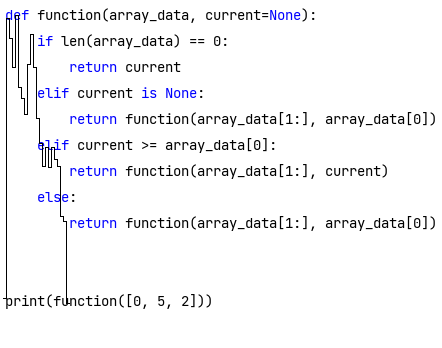 def function(array_data, current=None):
    if len(array_data) == 0:
        return current
    elif current is None:
        return function(array_data[1:], array_data[0])
    elif current >= array_data[0]:
        return function(array_data[1:], current)
    else:
        return function(array_data[1:], array_data[0])
print(function([0, 5, 2]))